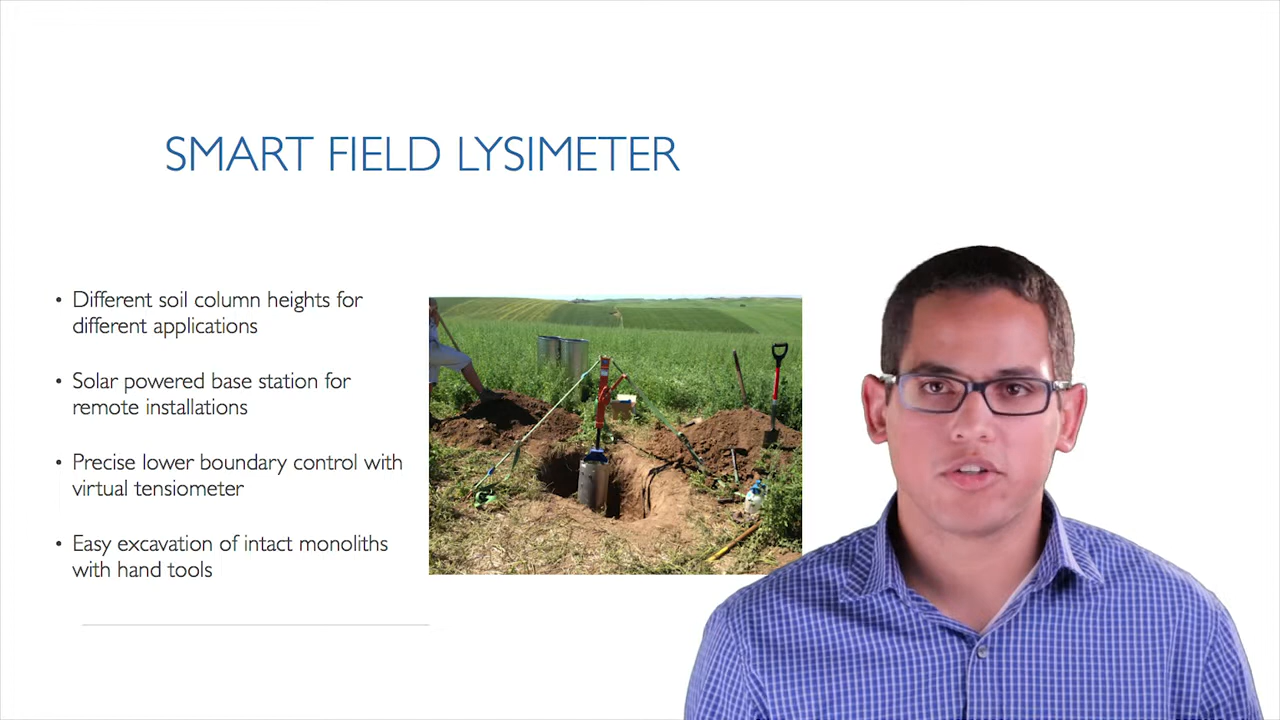 SMART FIELD LYSIMETER
• Different soil column heights for
different applications
• Solar powered base station for
remote installations
• Precise lower boundary control with
virtual tensiometer
• Easy excavation of intact monoliths
with hand tools